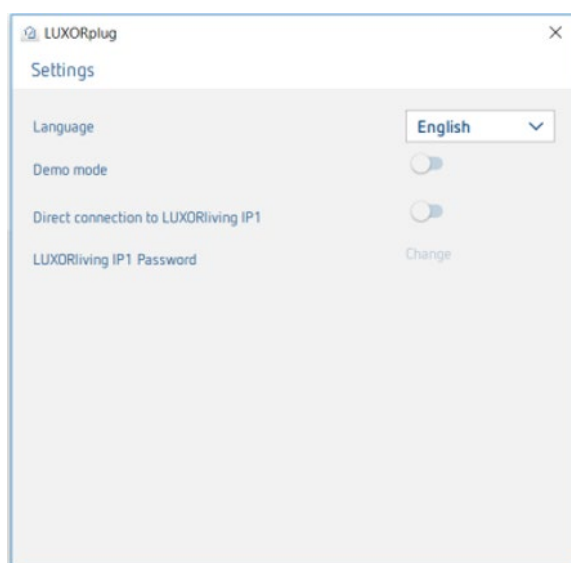 LUXORplug
Settings
Language English
Demo mode
Direct connection to LUXORliving IP1
LUXORliving IP1 Password Change